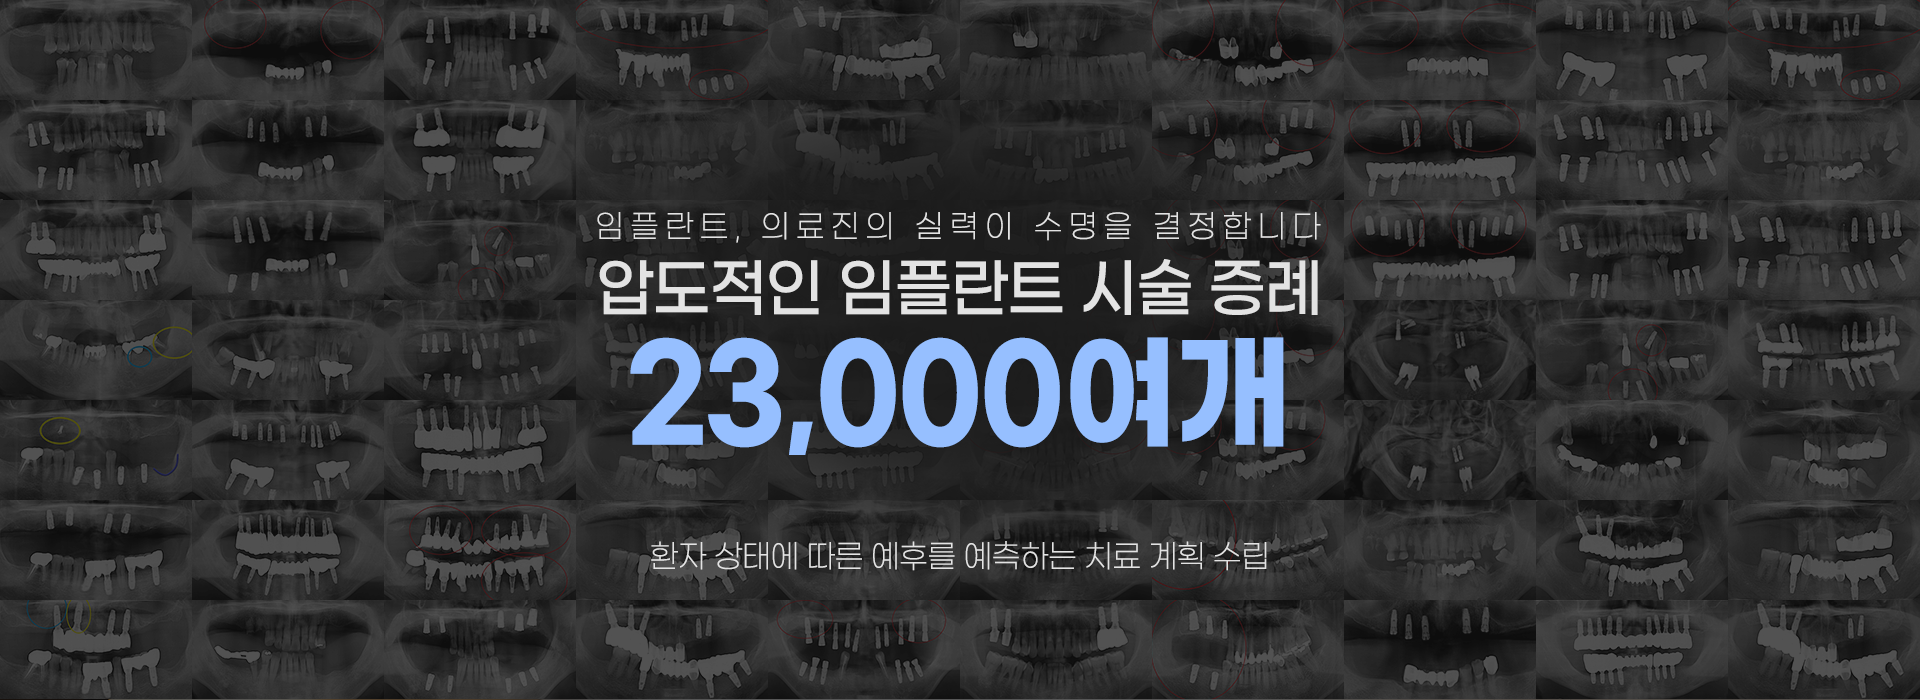 임플란트, 의료진의 실력이 수명을 결정합니다
압도적인 임플란트 시술 증례
23,000여개
환자 상태에 따른 예후를 예측하는 치료 계획 수립